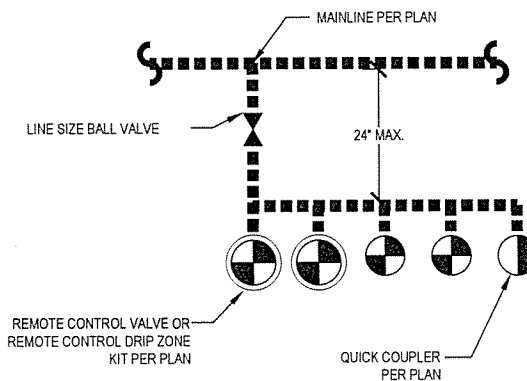 MAINLINE PER PLAN
LINE SIZE BALL VALVE
24" MAX.
REMOTE CONTROL VALVE OR
REMOTE CONTROL DRIP ZONE
KIT PER PLAN
QUICK COUPLER
PER PLAN